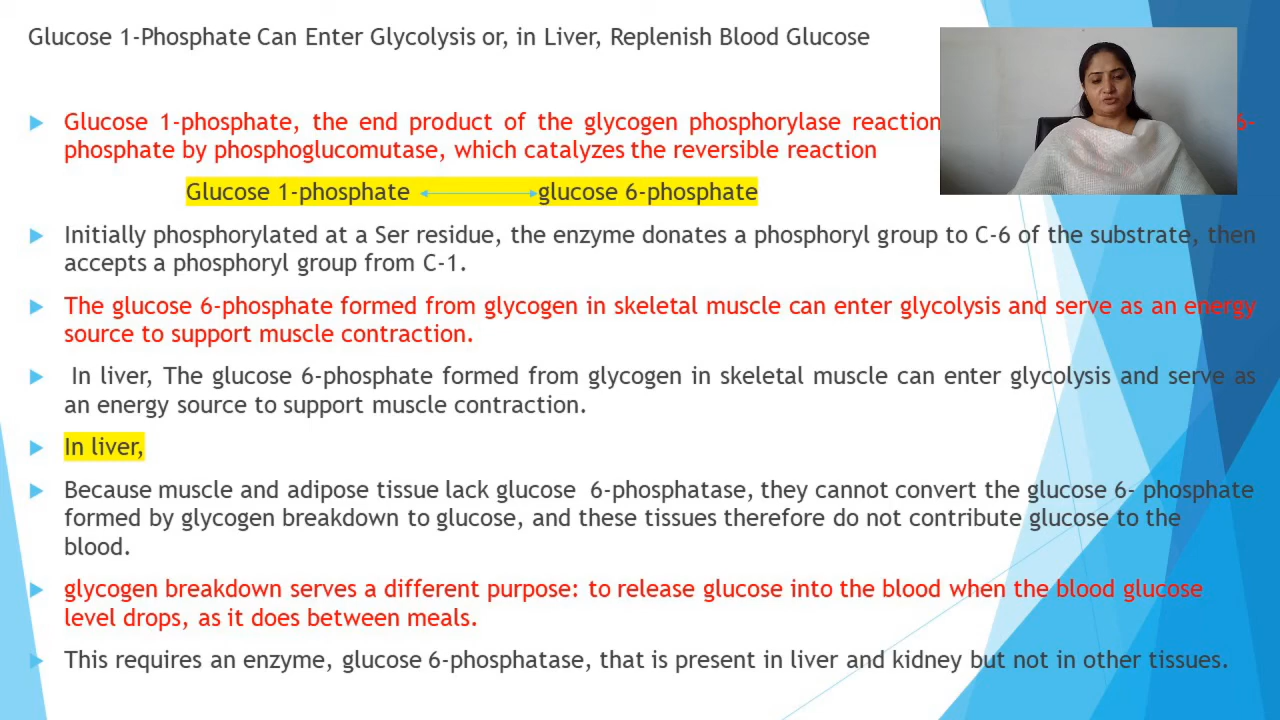 Glucose 1-Phosphate Can Enter Glycolysis or, in Liver, Replenish Blood Glucose
Glucose 1-phosphate, the end product of the glycogen phosphorylase reaction 6-
phosphate by phosphoglucomutase, which catalyzes the reversible reaction
Glucose 1-phosphate glucose 6-phosphate
Initially phosphorylated at a Ser residue, the enzyme donates a phosphoryl group to C-6 of the substrate, then
accepts a phosphoryl group from C-1.
The glucose 6-phosphate formed from glycogen in skeletal muscle can enter glycolysis and serve as an energy
source to support muscle contraction.
In liver, The glucose 6-phosphate formed from glycogen in skeletal muscle can enter glycolysis and serve as
an energy source to support muscle contraction.
In liver,
Because muscle and adipose tissue lack glucose 6-phosphatase, they cannot convert the glucose 6- phosphate
formed by glycogen breakdown to glucose, and these tissues therefore do not contribute glucose to the
blood.
glycogen breakdown serves a different purpose: to release glucose into the blood when the blood glucose
level drops, as it does between meals.
This requires an enzyme, glucose 6-phosphatase, that is present in liver and kidney but not in other tissues.